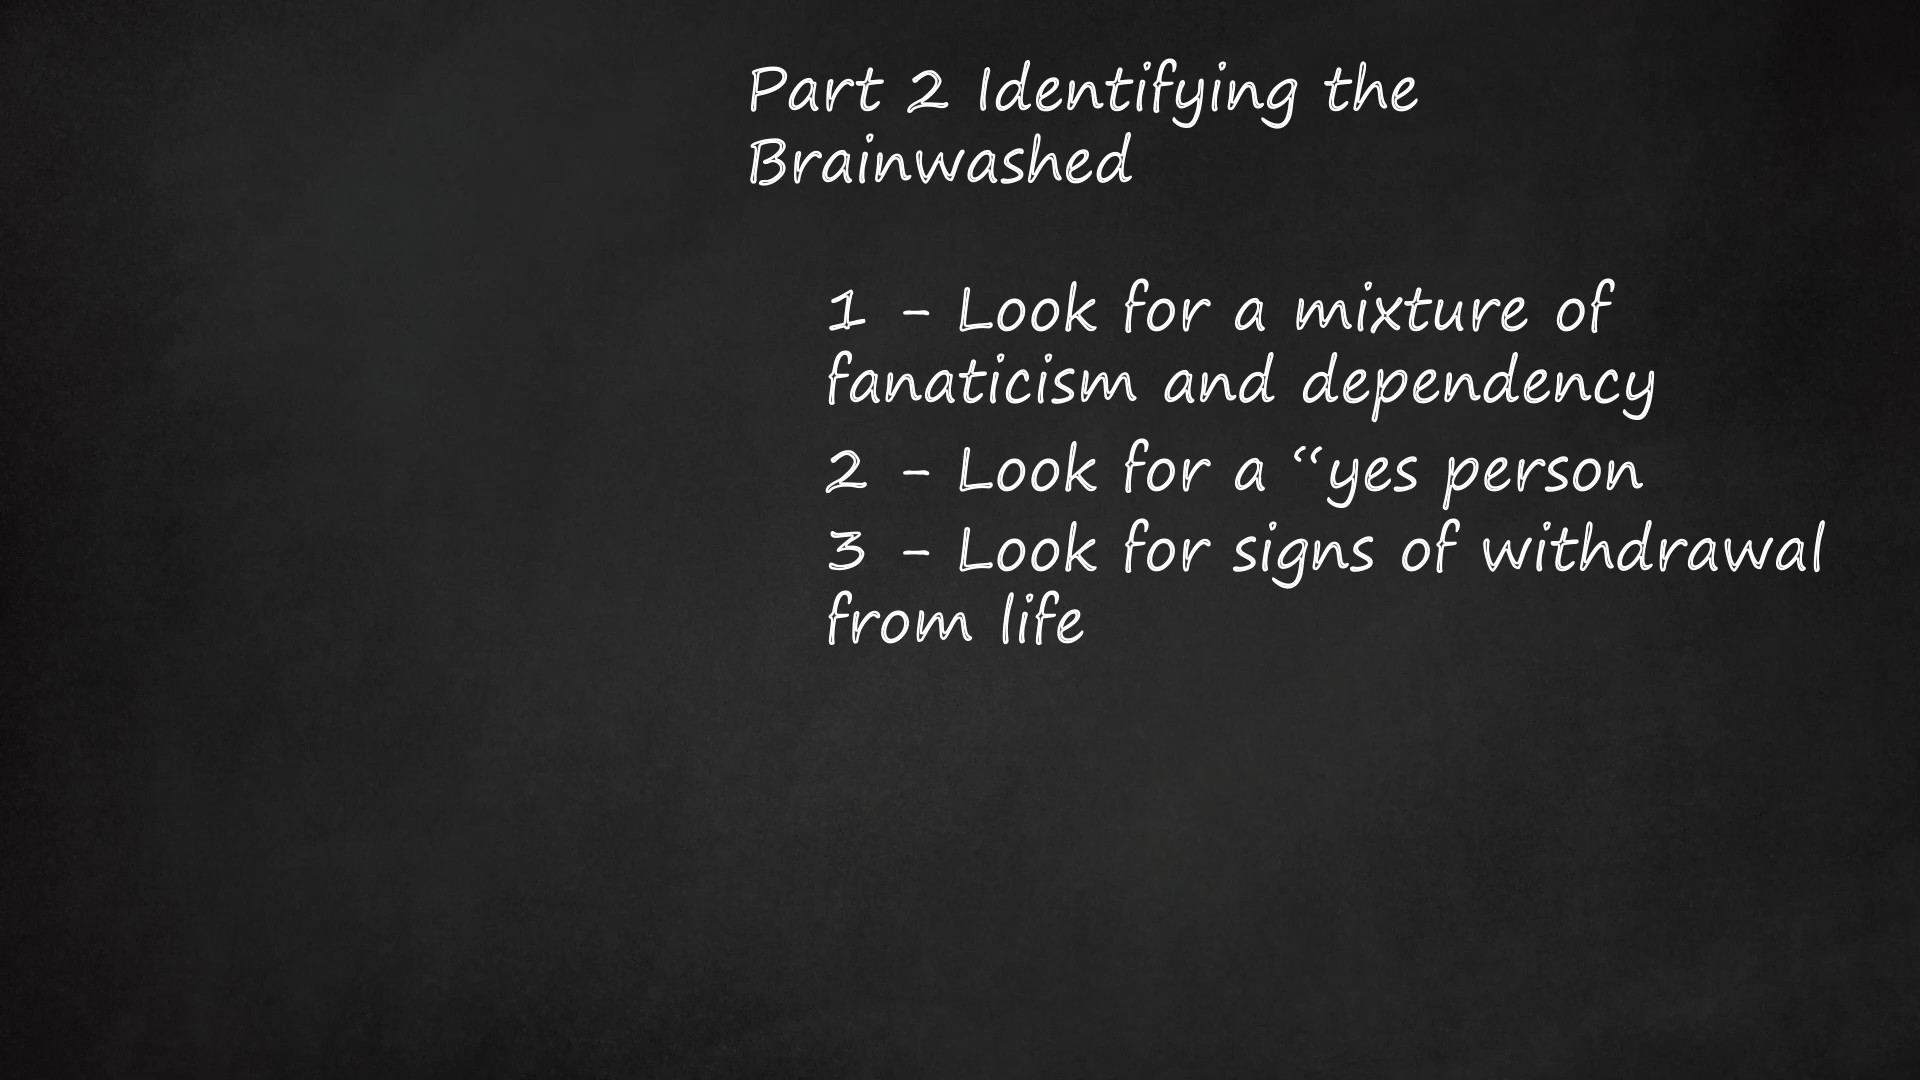 Part 2 Identifying the
Brainwashed
1 - Look for a mixture of
fanaticism and dependency
2 - Look for a “yes person
3 - Look for signs of withdrawal
from life